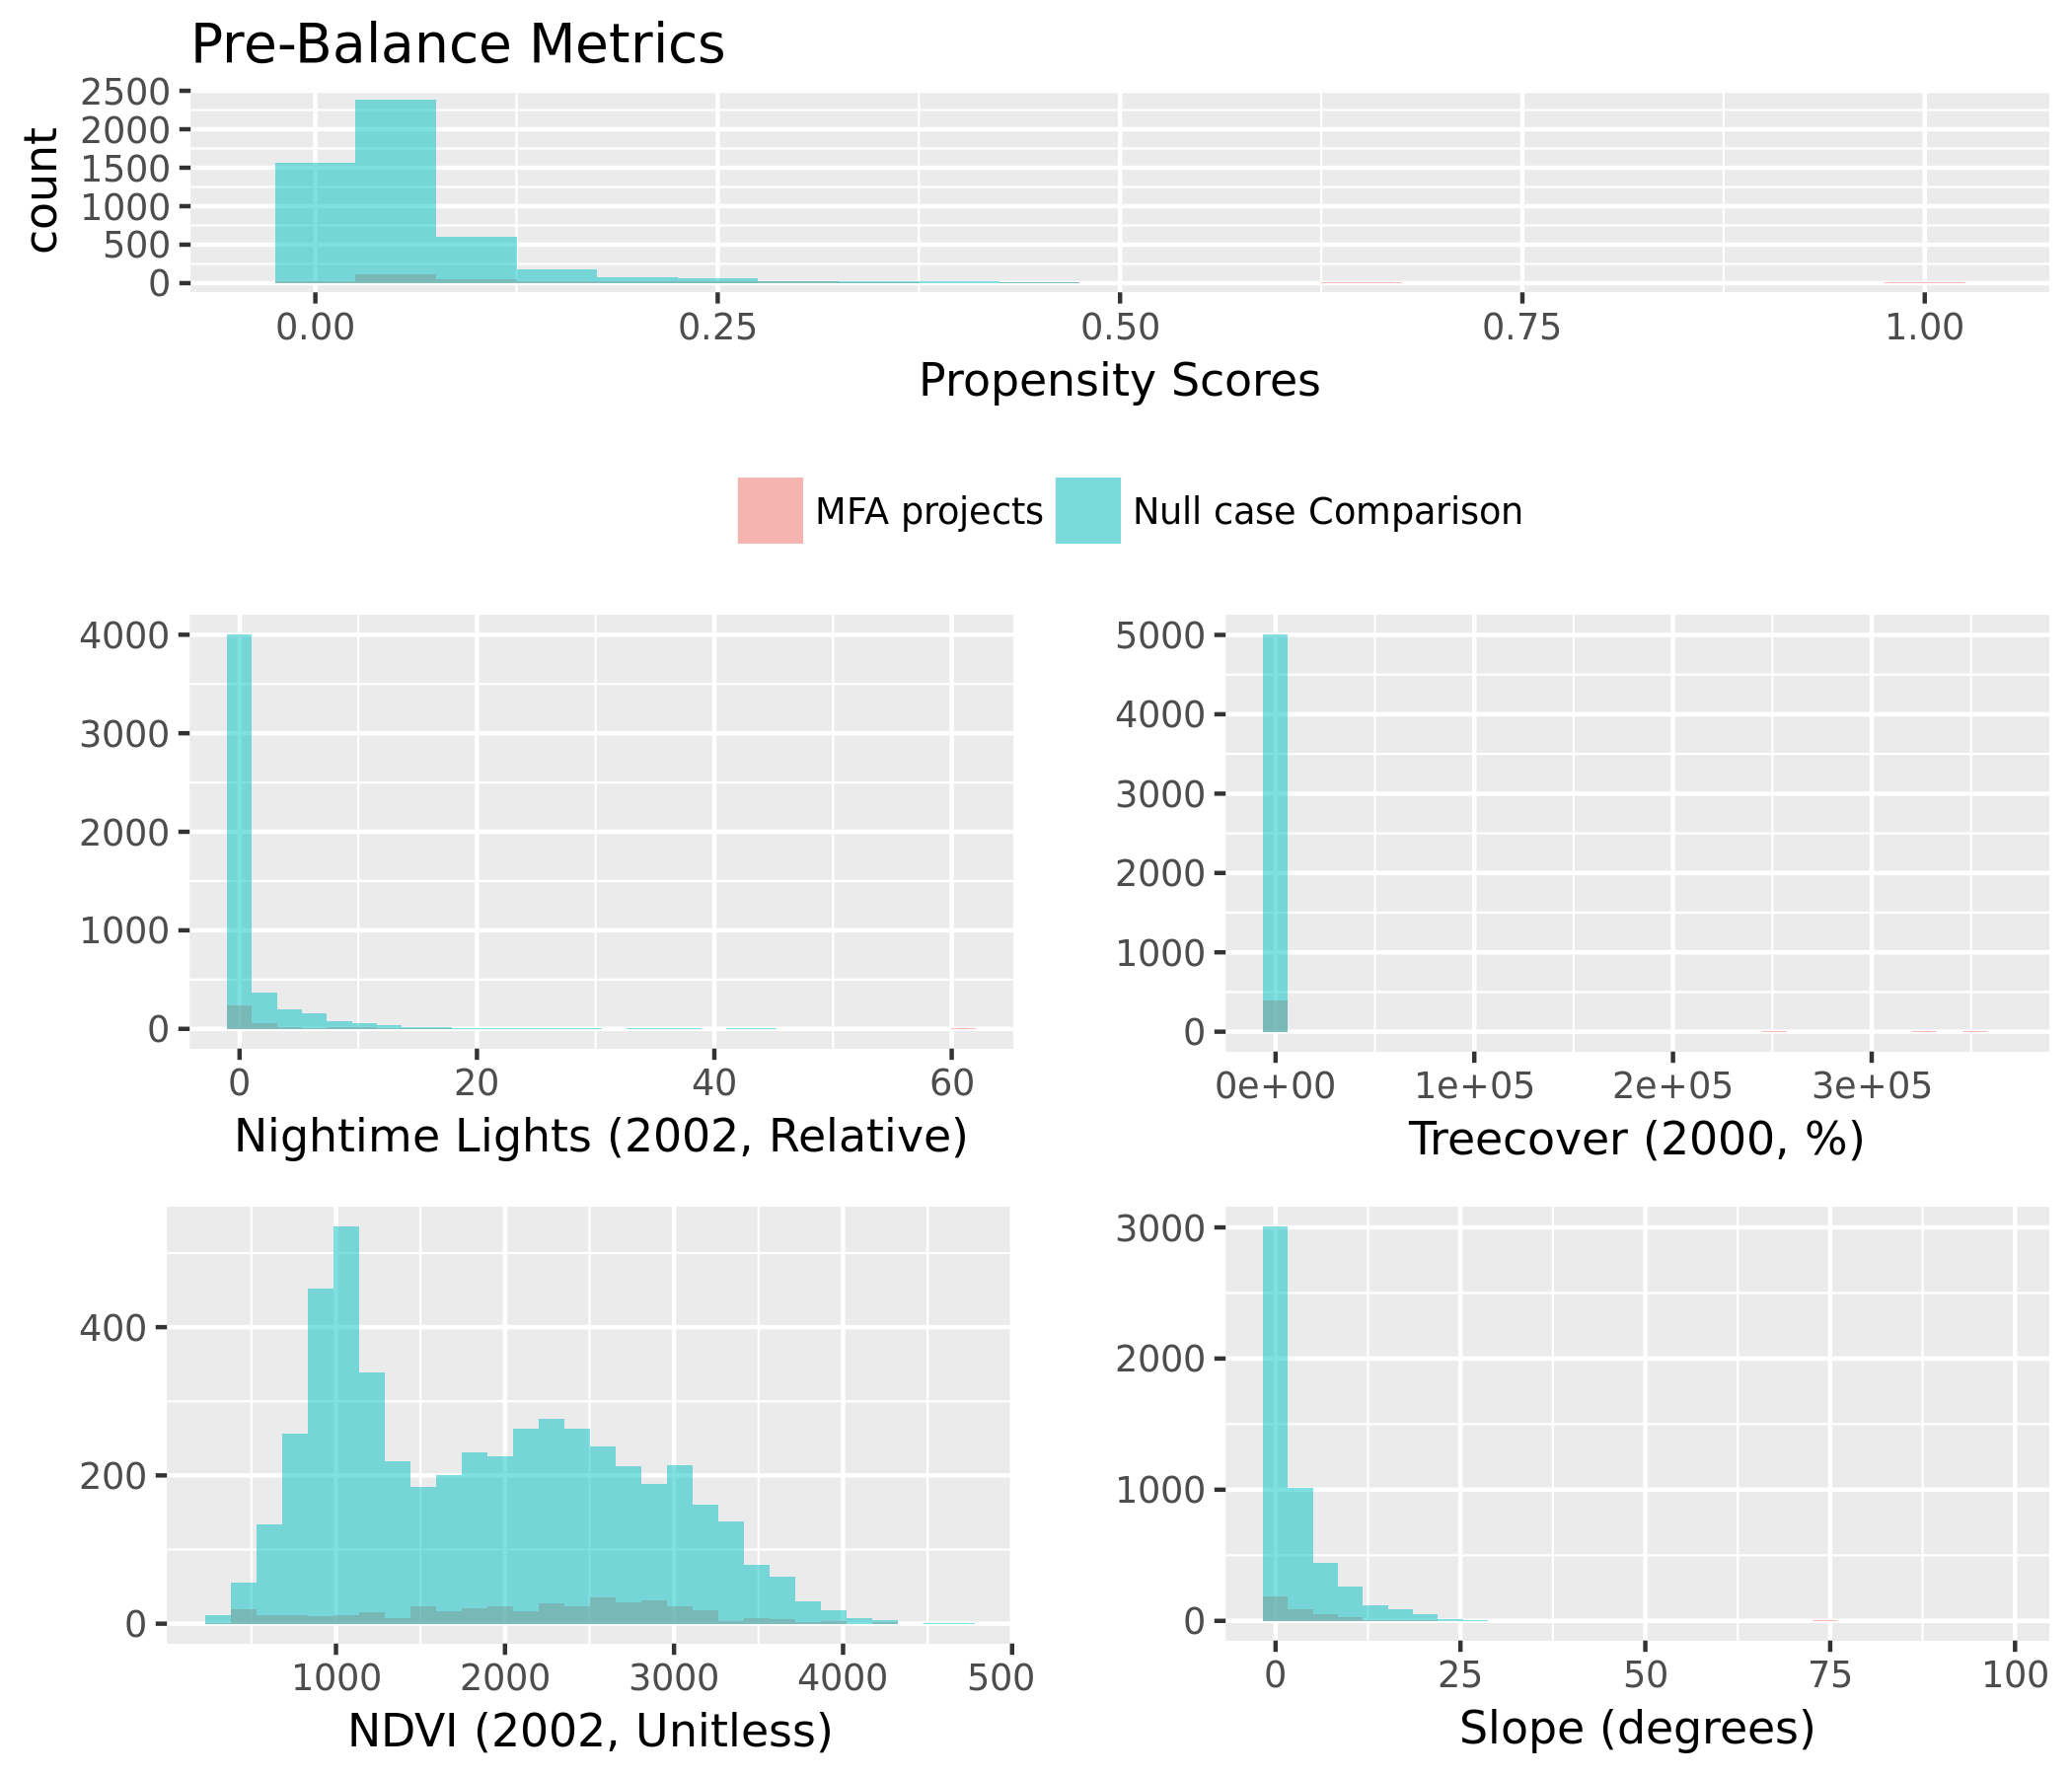 Pre-Balance Metrics
count
2500
2000
1500
1000
500
0
0.00 0.25 0.50 0.75 1.00
Propensity Scores
MFA projects Null case Comparison
4000
3000
2000
1000
0
0 20 40 60
Nightime Lights (2002, Relative)
5000
4000
3000
2000
1000
0
0e+00 1e+05 2e+05 3e+05
Treecover (2000, %)
400
200
0
1000 2000 3000 4000 500
NDVI (2002, Unitless)
3000
2000
1000
0
0 25 50 75 100
Slope (degrees)